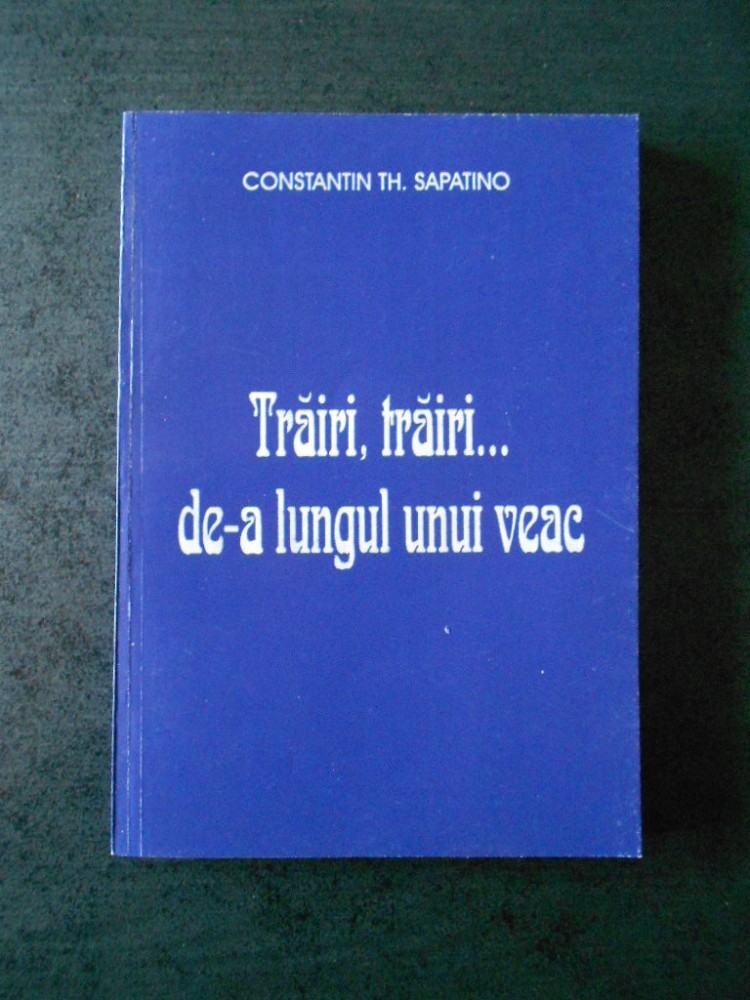 CONSTANTIN TH. SAPATINO
Trăiri, trăiri...
de-a lungul unui veac